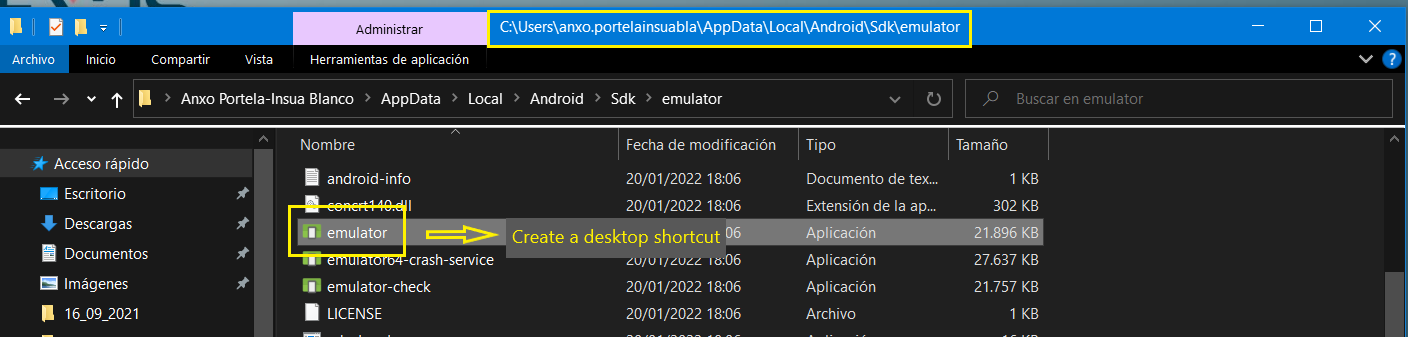 Administrar
C:\Users\anxo.portelainsuabla\AppData\Local\Android\Sdk\emulator
Archivo Inicio Compartir Vista Herramientas de aplicación
Anxo Portela-Insua Blanco > AppData > Local > Android > Sdk > emulator
Buscar en emulator
Nombre Fecha de modificación Tipo Tamaño
Acceso rápido
Escritorio
Descargas
Documentos
Imágenes
16_09_2021
android-info 20/01/2022 18:06 Documento de tex... 1 KB
concrt140.dll 20/01/2022 18:06 Extensión de la ap... 302 KB
emulator Create a desktop shortcut :06 Aplicación 21.896 KB
emulator64-crash-service 20/01/2022 18:06 Aplicación 27.637 KB
emulator-check 20/01/2022 18:06 Aplicación 21.757 KB
LICENSE 20/01/2022 18:06 Archivo 1 KB